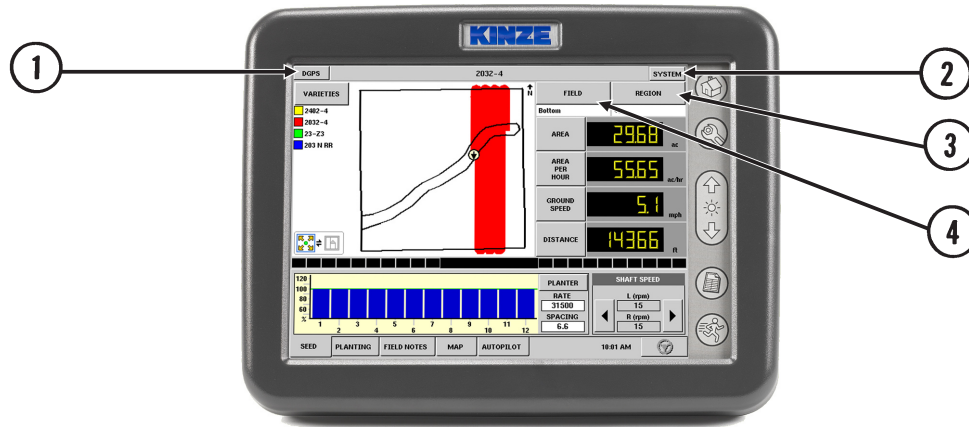 KINZE
1
DGPS
2032-4
SYSTEM
2
VARIETIES
2402-4
2032-4
23-Z3
203 N RR
N
FIELD
REGION
Bottom
AREA
29.68 ac
AREA
PER
HOUR
55.65 ac/hr
GROUND
SPEED
5.1 mph
DISTANCE
14366 ft
3
4
120
100
80
60
%
1 2 3 4 5 6 7 8 9 10 11 12
PLANTER
RATE
31500
SPACING
6.6
SHAFT SPEED
L (rpm)
15
R (rpm)
15
SEED
PLANTING
FIELD NOTES
MAP
AUTOPILOT
10:01 AM